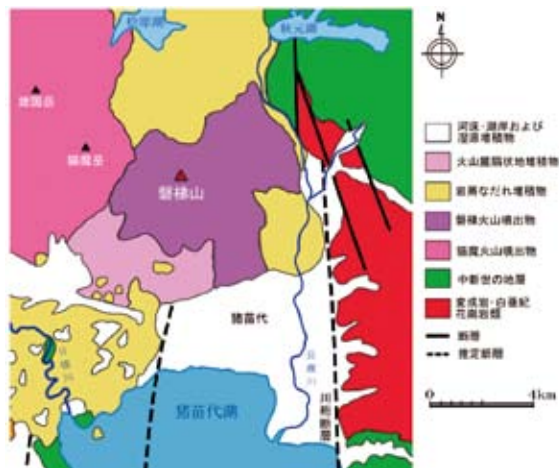 桧原湖
秋元湖
N
雄国岳
猫魔岳
磐梯山
猪苗代
日橋川
長瀬川
川桁断層
猪苗代湖
河床・湖岸および
湿原堆積物
火山麓扇状地堆積物
岩屑なだれ堆積物
磐梯火山噴出物
猫魔火山噴出物
中新世の地層
変成岩・白亜紀
花崗岩類
断層
推定断層
0 4km